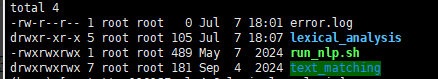 total 4
-rw-r--r-- 1 root root 0 Jul 7 18:01 error.log
drwxr-xr-x 5 root root 105 Jul 7 18:07 lexical_analysis
-rwxrwxrwx 1 root root 489 May 7 2024 run_nlp.sh
drwxrwxrwx 7 root root 181 Sep 4 2024 text_matching